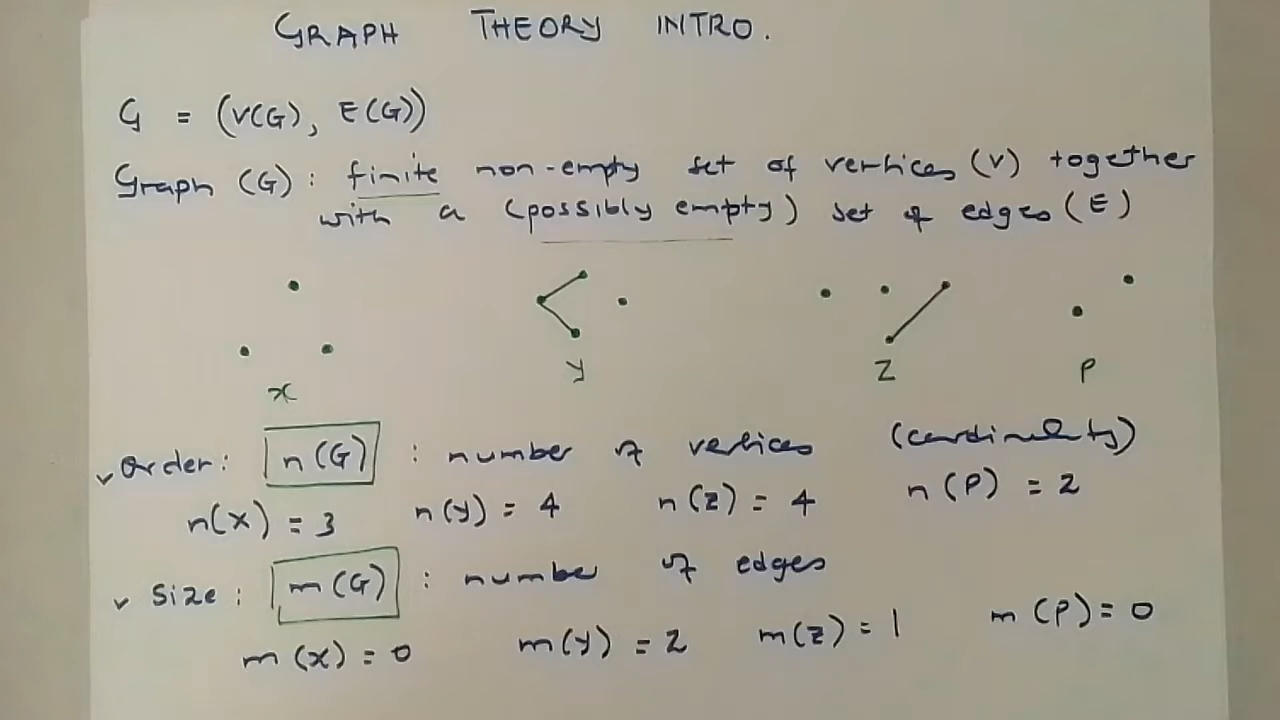 GRAPH THEORY INTRO.
G = (V(G), E(G))
Graph (G) : finite non-empty set of vertices (V) together
with a (possibly empty) set of edges (E)
x y z P
✓ Order : n(G) : number of vertices (cardinality)
n(x) = 3 n(y) = 4 n(z) = 4 n(P) = 2
✓ Size : m(G) : number of edges
m(x) = 0 m(y) = 2 m(z) = 1 m(P) = 0